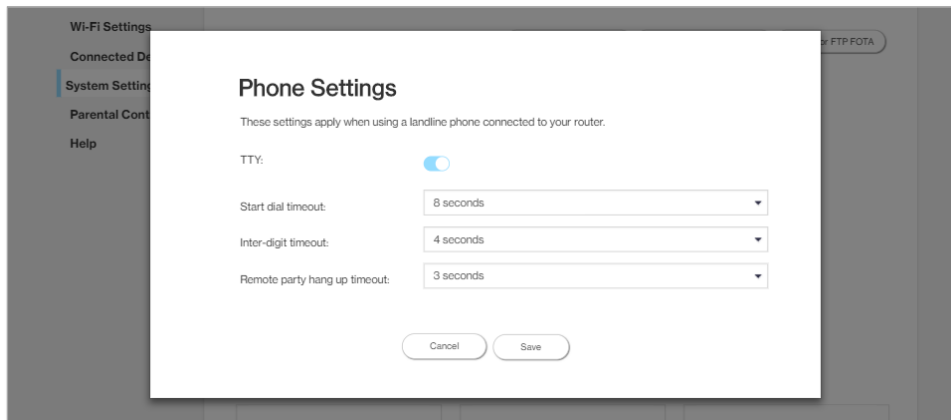 Wi-Fi Settings
Connected De
System Setting
Parental Cont
Help
or FTP FOTA
Phone Settings
These settings apply when using a landline phone connected to your router.
TTY:
Start dial timeout: 8 seconds
Inter-digit timeout: 4 seconds
Remote party hang up timeout: 3 seconds
Cancel Save